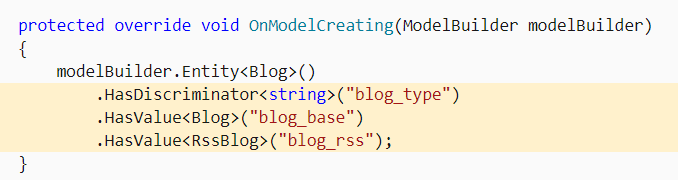 protected override void OnModelCreating(ModelBuilder modelBuilder)
{
    modelBuilder.Entity<Blog>()
        .HasDiscriminator<string>("blog_type")
        .HasValue<Blog>("blog_base")
        .HasValue<RssBlog>("blog_rss");
}